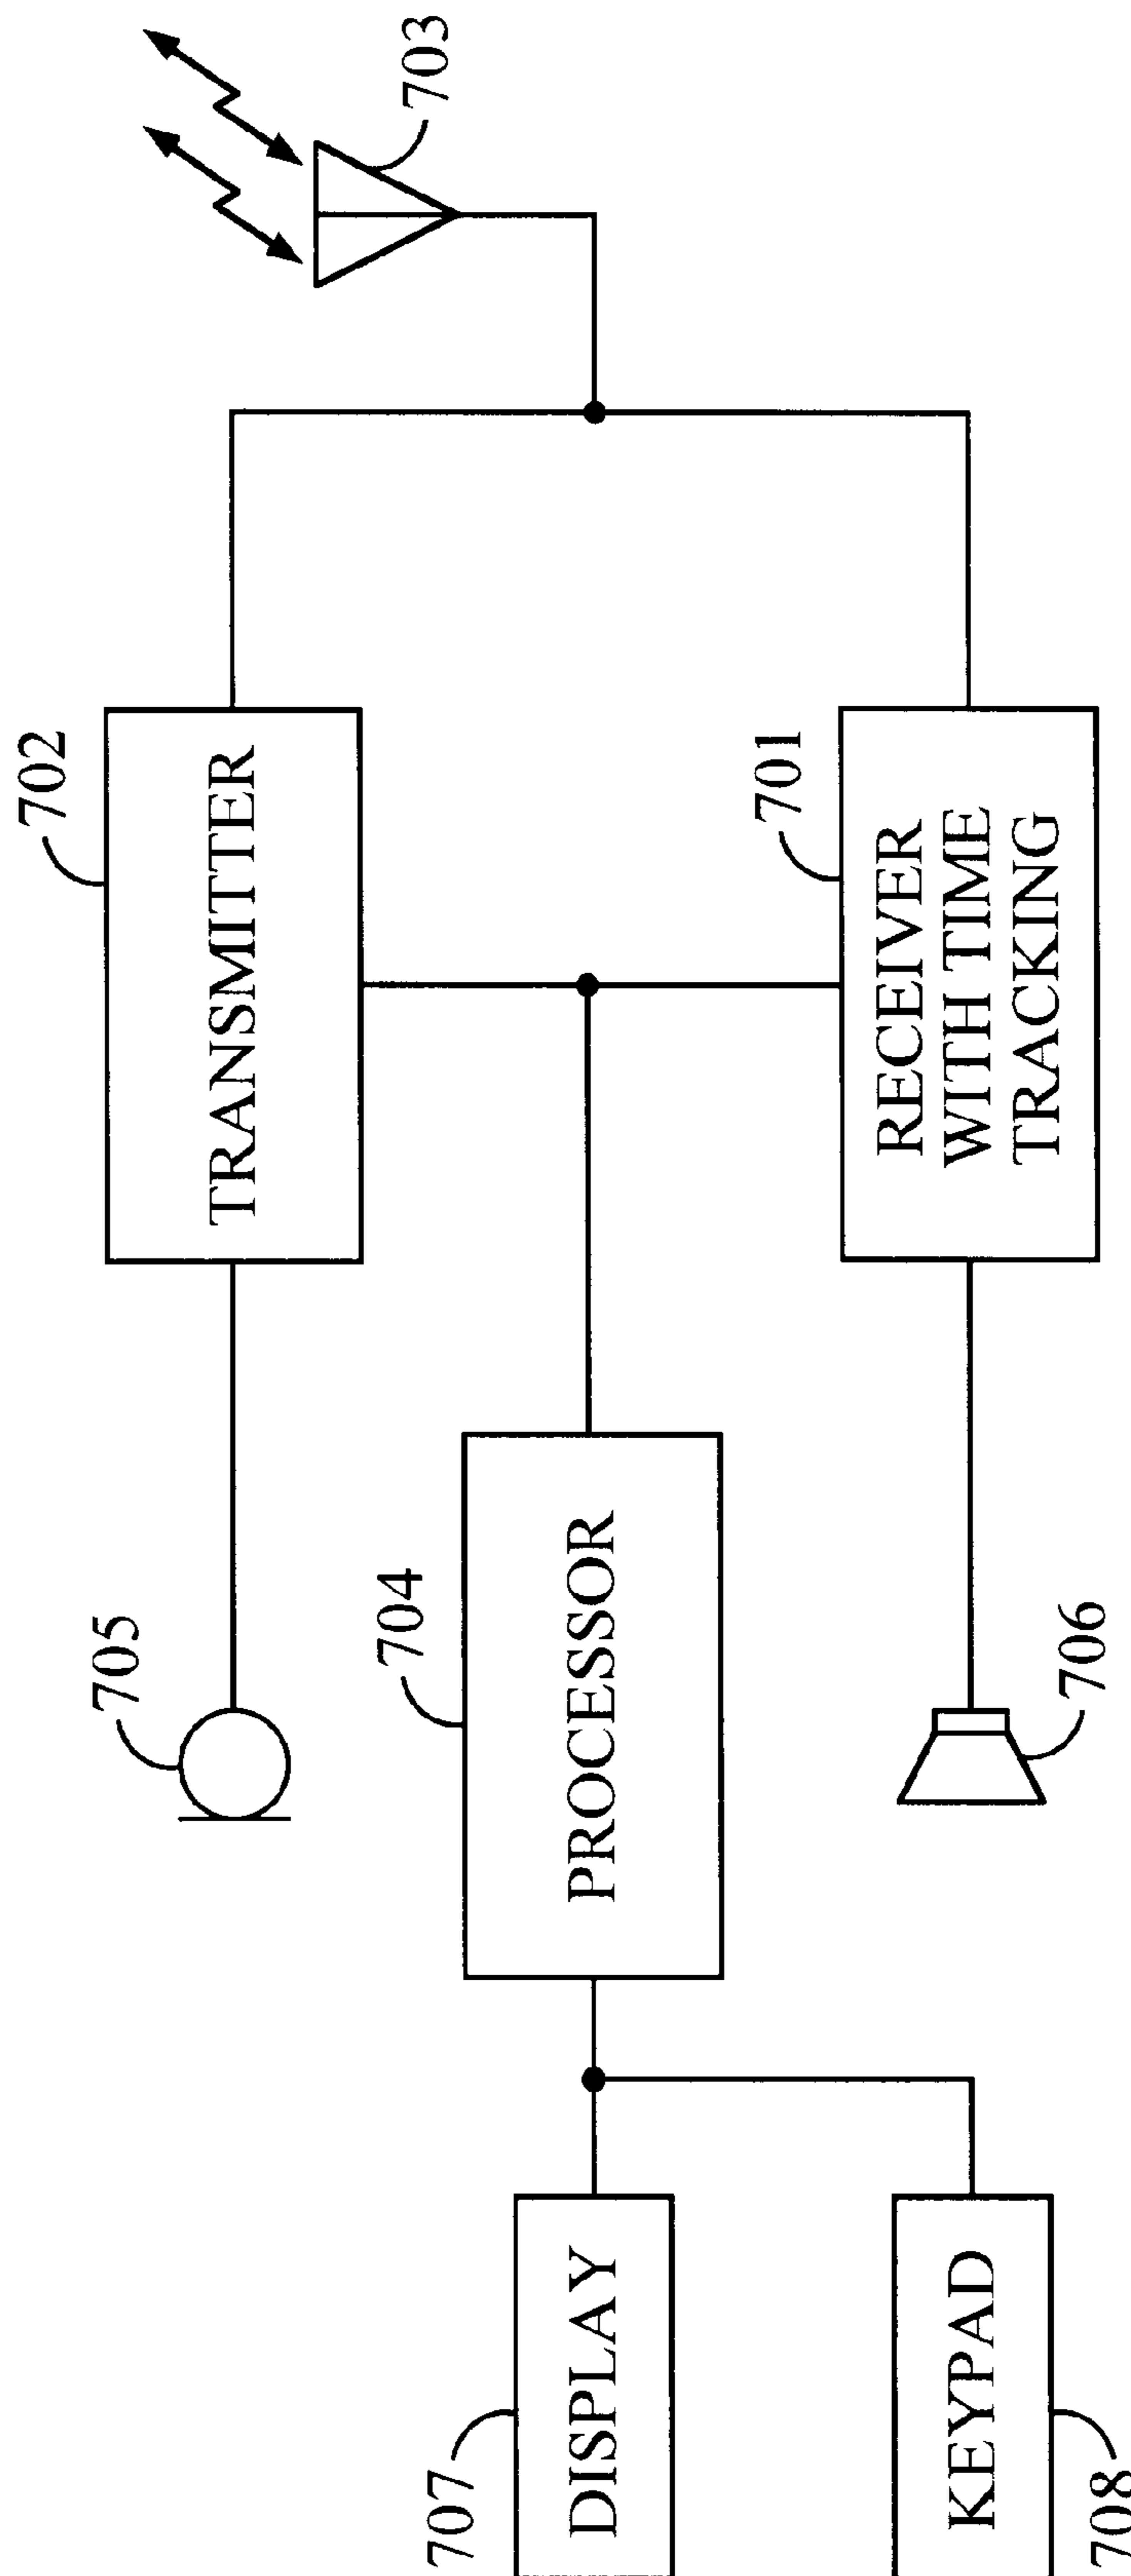 703
702
TRANSMITTER
701
RECEIVER
WITH TIME
TRACKING
705
704
PROCESSOR
706
707
DISPLAY
KEYPAD
708